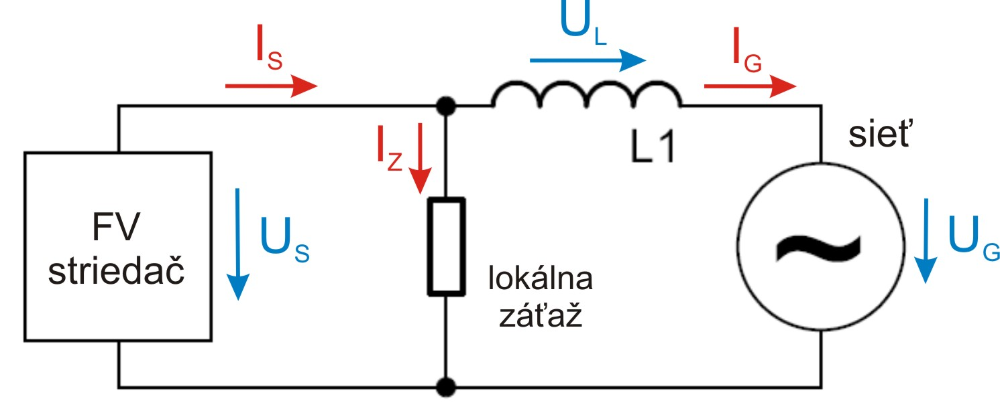 U_L
I_S
I_G
I_Z
L1
sieť
FV
striedač
U_S
lokálna
záťaž
~
U_G